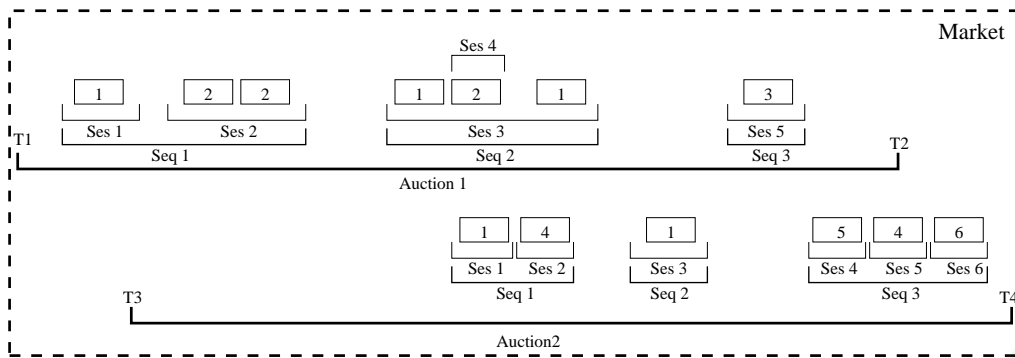 Market
Ses 4
1 2 2 1 2 1 3
Ses 1 Ses 2 Ses 3 Ses 5
T1 T2
Seq 1 Seq 2 Seq 3
Auction 1
1 4 1 5 4 6
Ses 1 Ses 2 Ses 3 Ses 4 Ses 5 Ses 6
Seq 1 Seq 2 Seq 3
T3 T4
Auction2